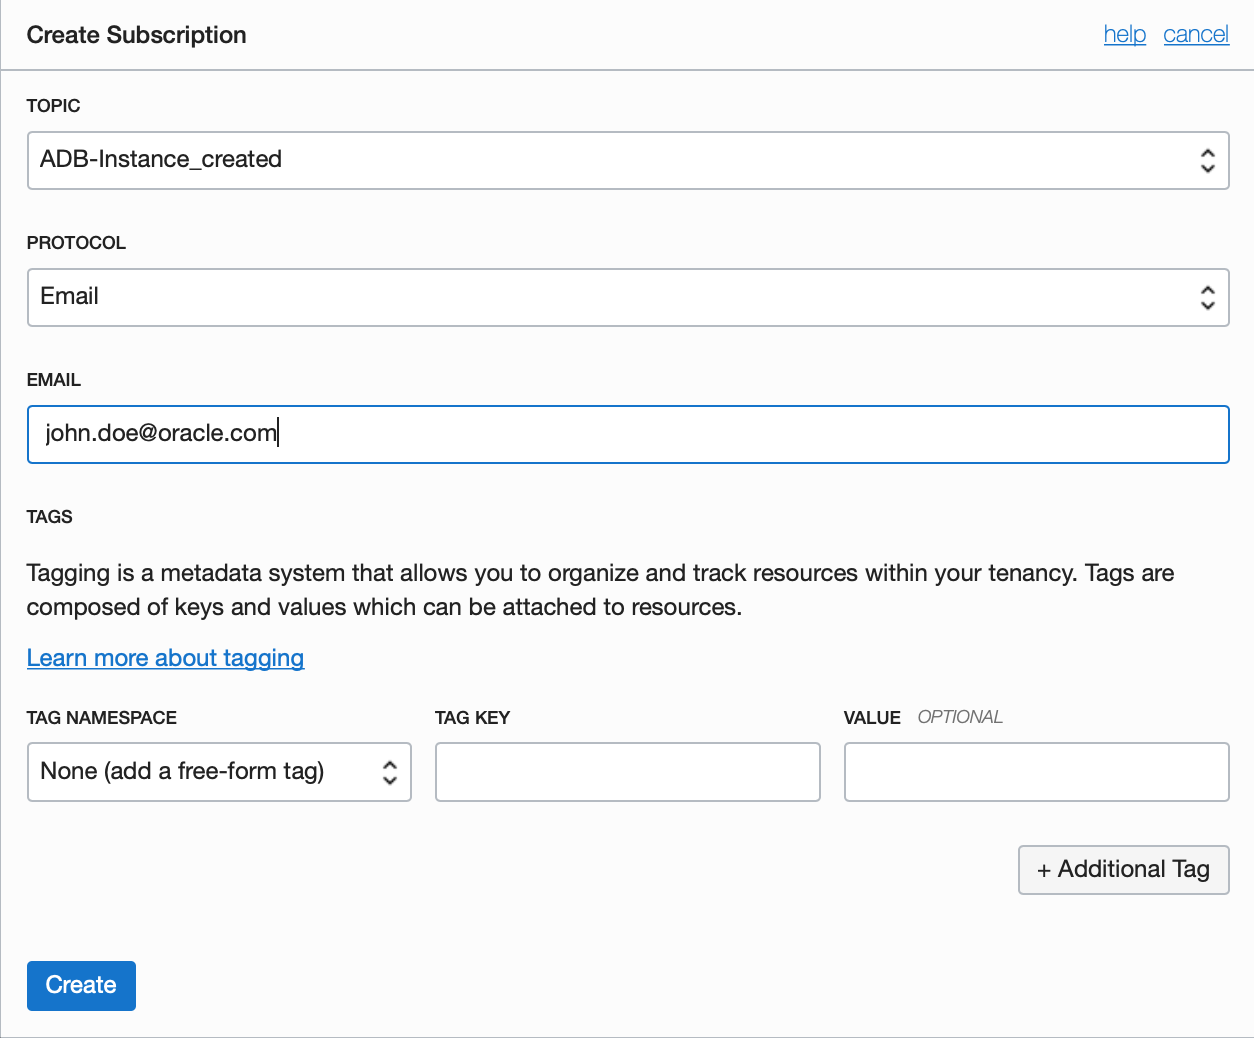 Create Subscription help cancel
TOPIC
ADB-Instance_created
PROTOCOL
Email
EMAIL
john.doe@oracle.com
TAGS
Tagging is a metadata system that allows you to organize and track resources within your tenancy. Tags are
composed of keys and values which can be attached to resources.
Learn more about tagging
TAG NAMESPACE TAG KEY VALUE OPTIONAL
None (add a free-form tag)
+ Additional Tag
Create